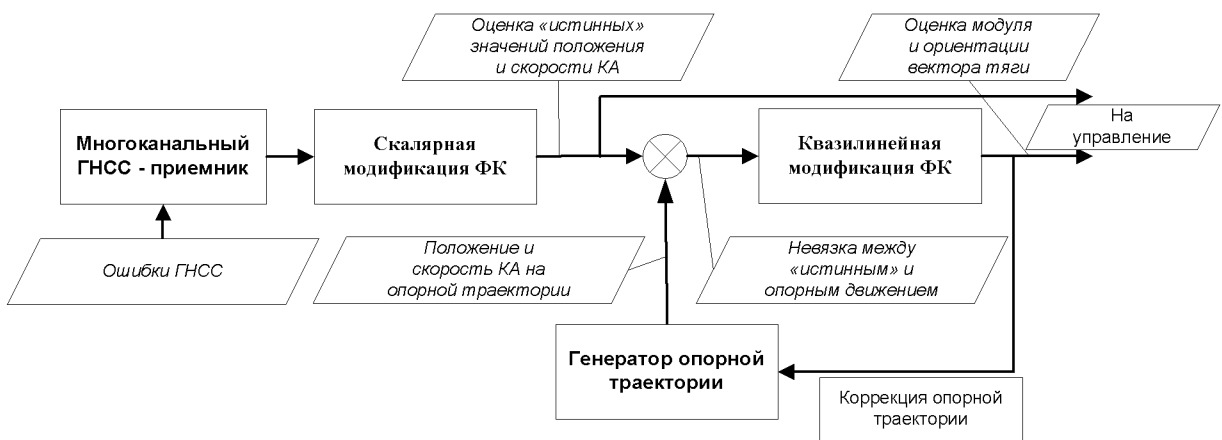 Оценка «истинных»
значений положения
и скорости КА
Оценка модуля
и ориентации
вектора тяги
Многоканальный
ГНСС - приемник
Скалярная
модификация ФК
Квазилинейная
модификация ФК
На
управление
Ошибки ГНСС
Положение и
скорость КА на
опорной траектории
Невязка между
«истинным» и
опорным движением
Генератор опорной
траектории
Коррекция опорной
траектории